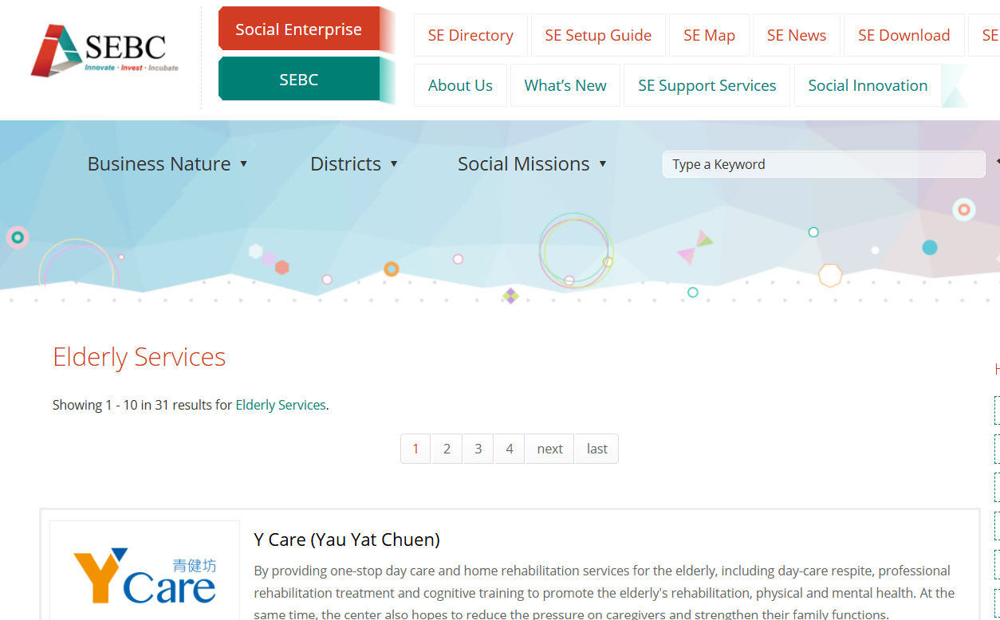 SEBC
Innovate · Invest · Incubate
Social Enterprise
SE Directory
SE Setup Guide
SE Map
SE News
SE Download
SE
SEBC
About Us
What’s New
SE Support Services
Social Innovation
Business Nature ▼
Districts ▼
Social Missions ▼
Type a Keyword
Elderly Services
Showing 1 - 10 in 31 results for Elderly Services.
1 2 3 4 next last
Y Care
青健坊
Y Care (Yau Yat Chuen)
By providing one-stop day care and home rehabilitation services for the elderly, including day-care respite, professional
rehabilitation treatment and cognitive training to promote the elderly's rehabilitation, physical and mental health. At the
same time, the center also hopes to reduce the pressure on caregivers and strengthen their family functions.